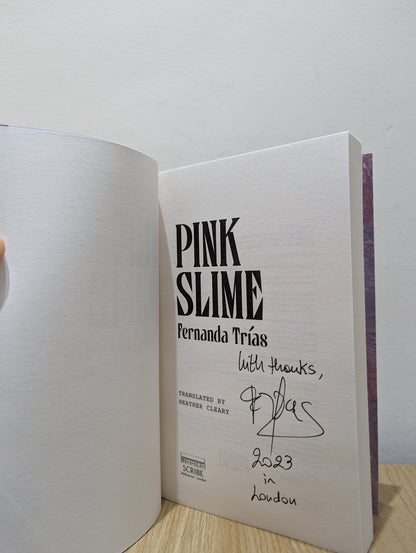 PINK
SLIME
Fernanda Trías
With thanks,
TRANSLATED BY
HEATHER CLEARY
2023
in
London
SCRIBE